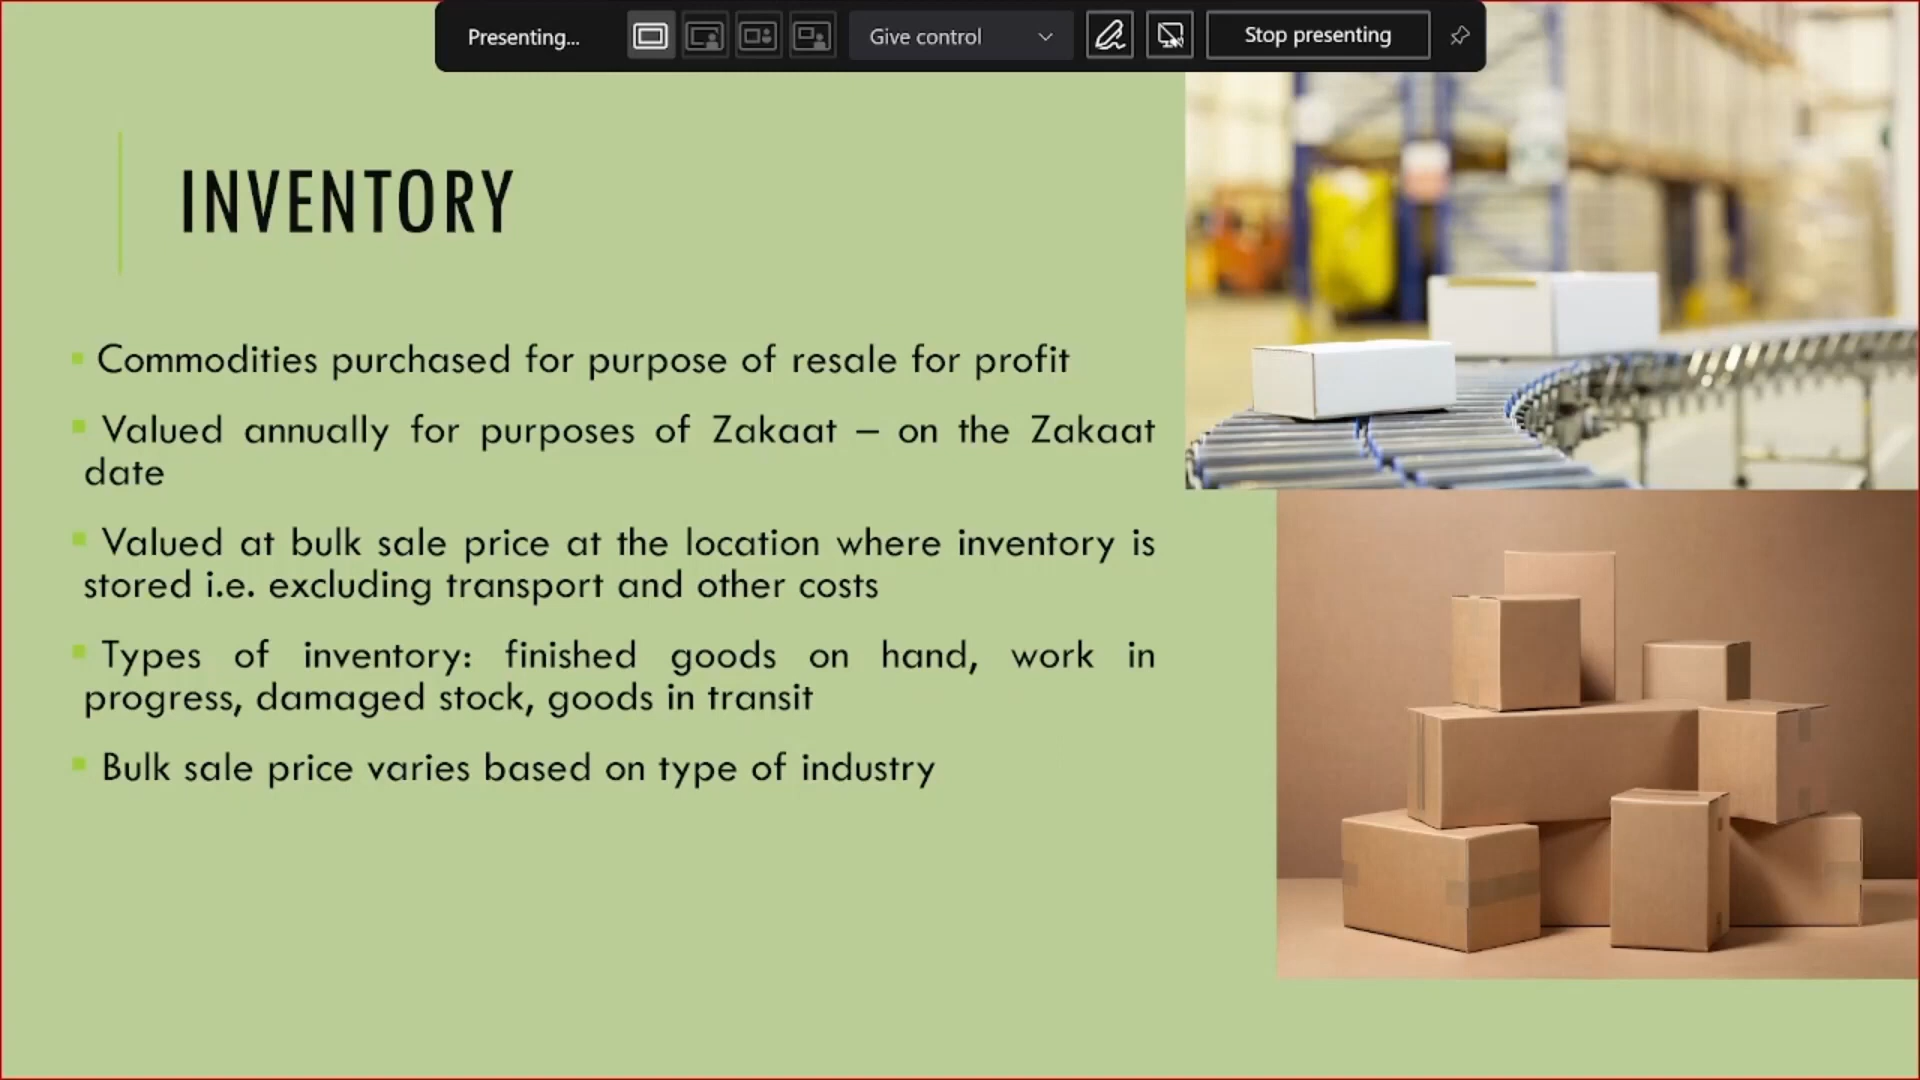 Presenting...
Give control
Stop presenting
INVENTORY
Commodities purchased for purpose of resale for profit
Valued annually for purposes of Zakaat – on the Zakaat
date
Valued at bulk sale price at the location where inventory is
stored i.e. excluding transport and other costs
Types of inventory: finished goods on hand, work in
progress, damaged stock, goods in transit
Bulk sale price varies based on type of industry